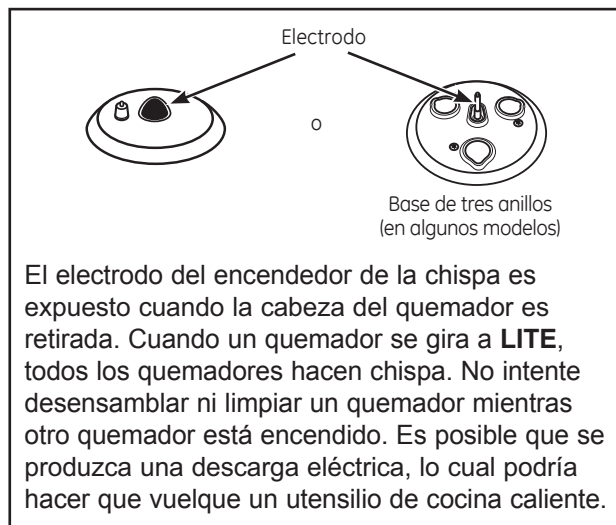 Electrodo
o
Base de tres anillos
(en algunos modelos)
El electrodo del encendedor de la chispa es
expuesto cuando la cabeza del quemador es
retirada. Cuando un quemador se gira a LITE,
todos los quemadores hacen chispa. No intente
desensamblar ni limpiar un quemador mientras
otro quemador está encendido. Es posible que se
produzca una descarga eléctrica, lo cual podría
hacer que vuelque un utensilio de cocina caliente.